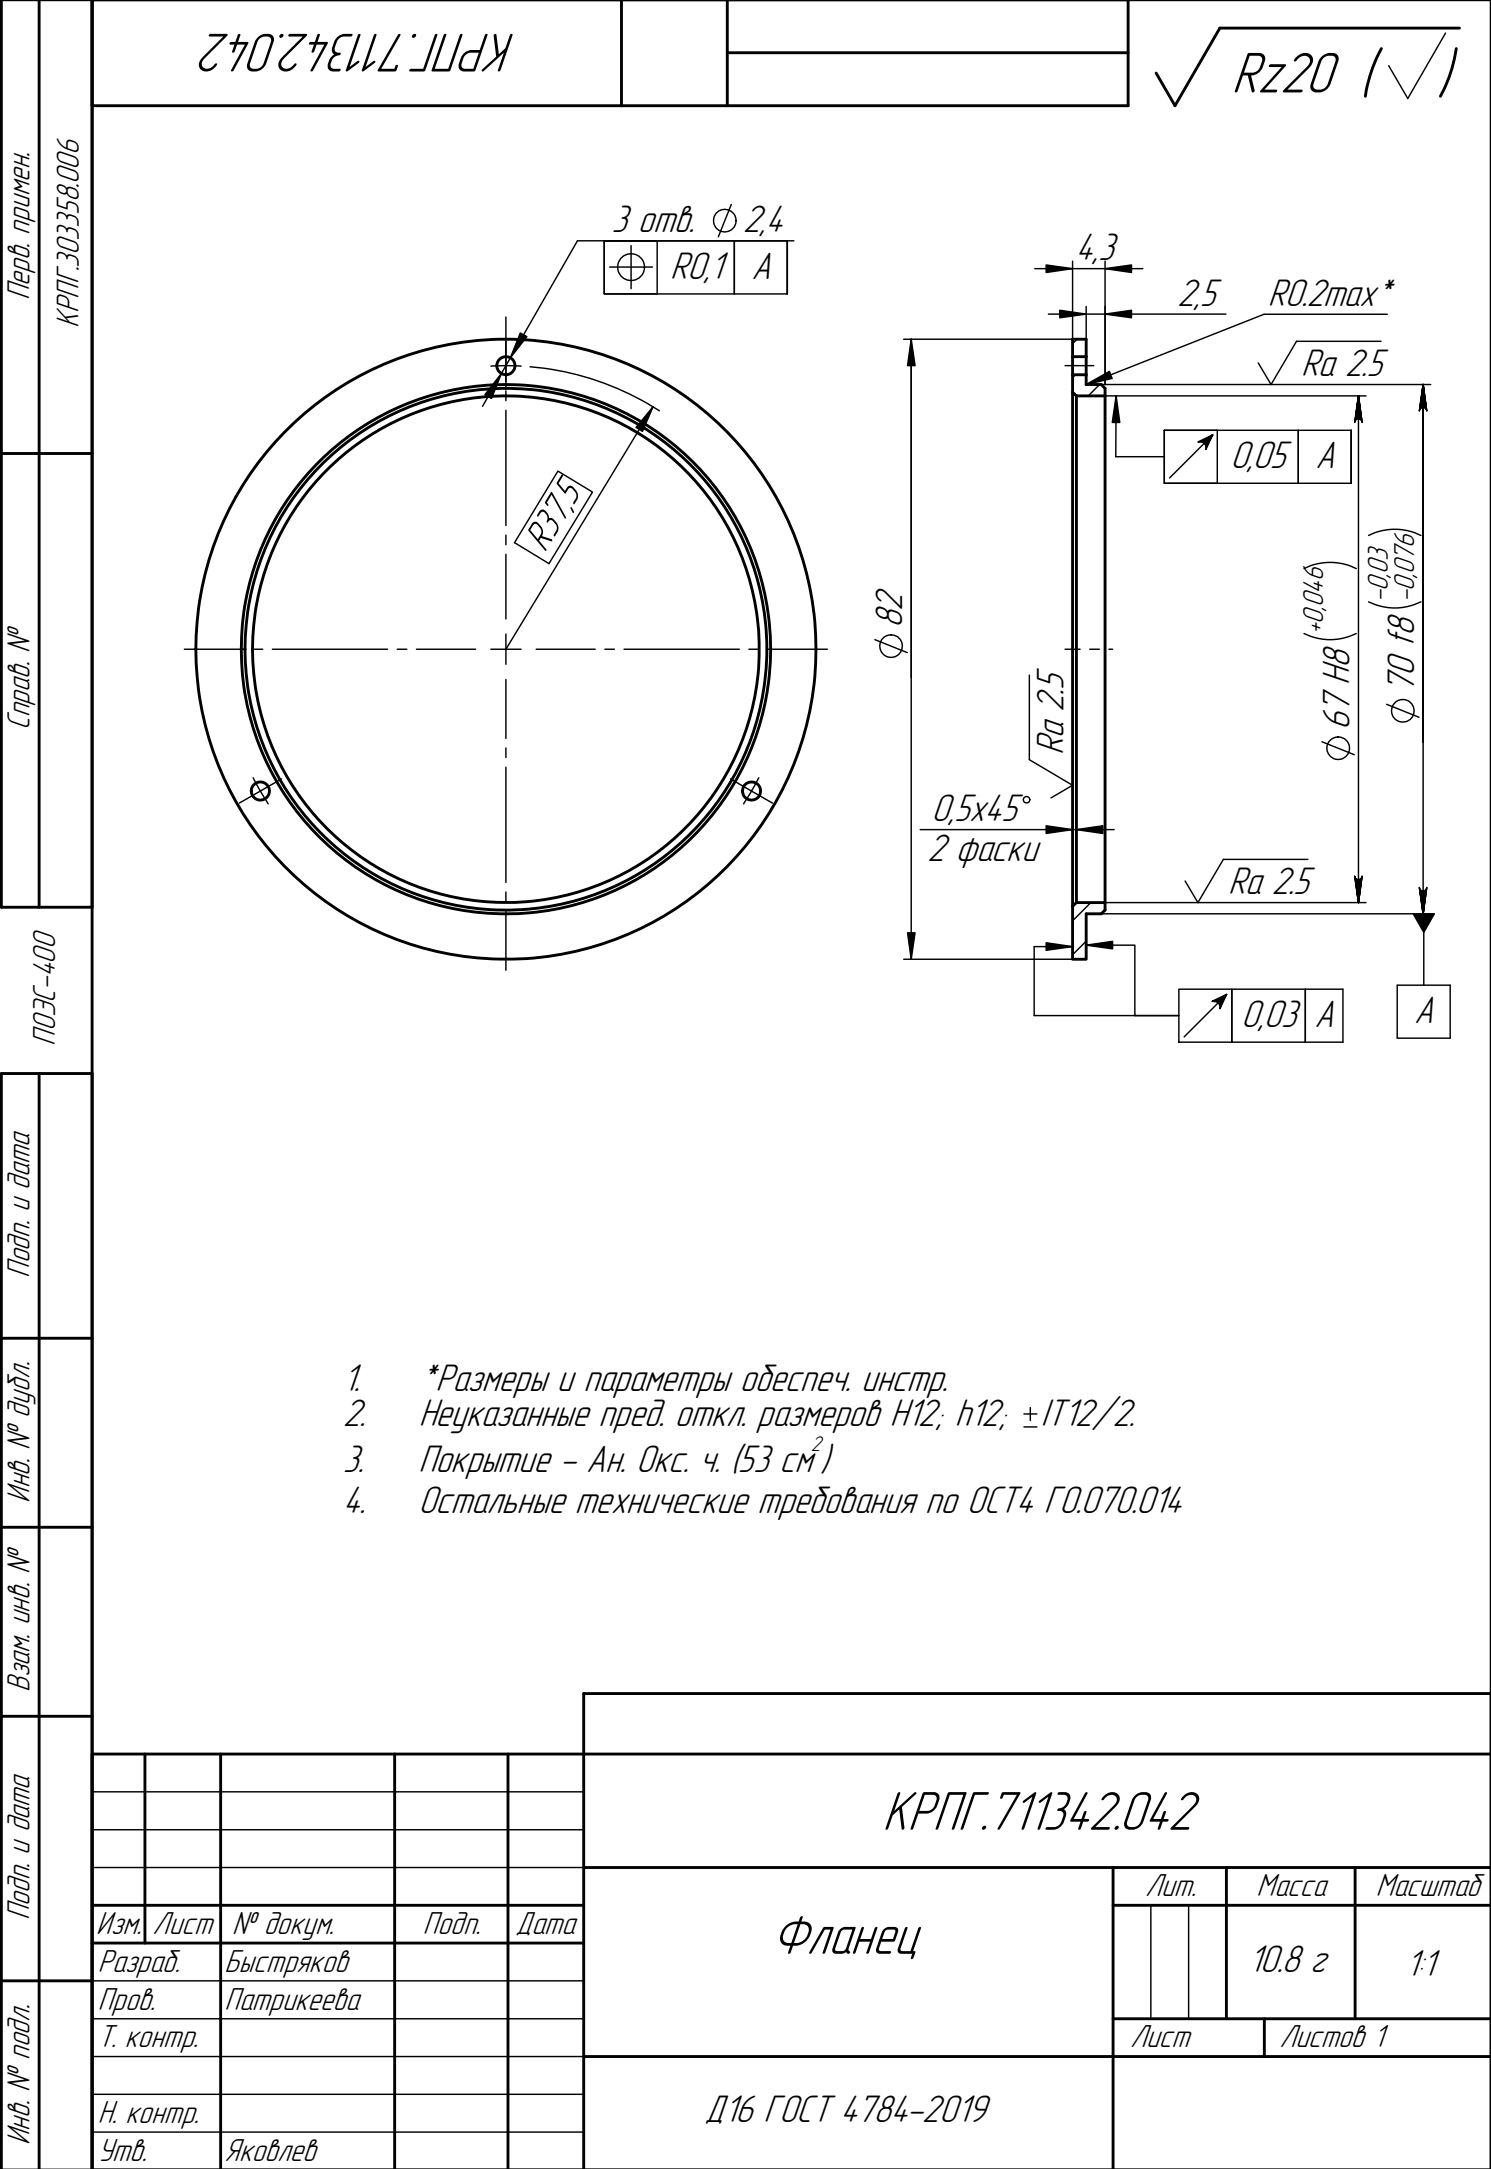 КРПГ.711342.042
Rz20 (√)
Перв. примен.
КРПГ.303358.006
Справ. №
ПОЭС-400
Подп. и дата
Инв. № дубл.
Взам. инв. №
Подп. и дата
Инв. № подл.
3 отв. ⌀ 2,4
R0,1 A
R37,5
4,3
2,5
R0.2max*
Ra 2.5
0,05 A
⌀ 82
⌀ 67 H8 (+0,046)
⌀ 70 f8 (-0,03 -0,076)
Ra 2.5
0,5x45°
2 фаски
Ra 2.5
0,03 A
A
1. *Размеры и параметры обеспеч. инстр.
2. Неуказанные пред. откл. размеров H12; h12; ±IT12/2.
3. Покрытие - Ан. Окс. ч. (53 см²)
4. Остальные технические требования по ОСТ4 ГО.070.014
КРПГ.711342.042
Изм. Лист № докум. Подп. Дата
Разраб. Быстряков
Пров. Патрикеева
Т. контр.
Н. контр.
Утв. Яковлев
Фланец
Лит. Масса Масштаб
10.8 г 1:1
Лист Листов 1
Д16 ГОСТ 4784-2019